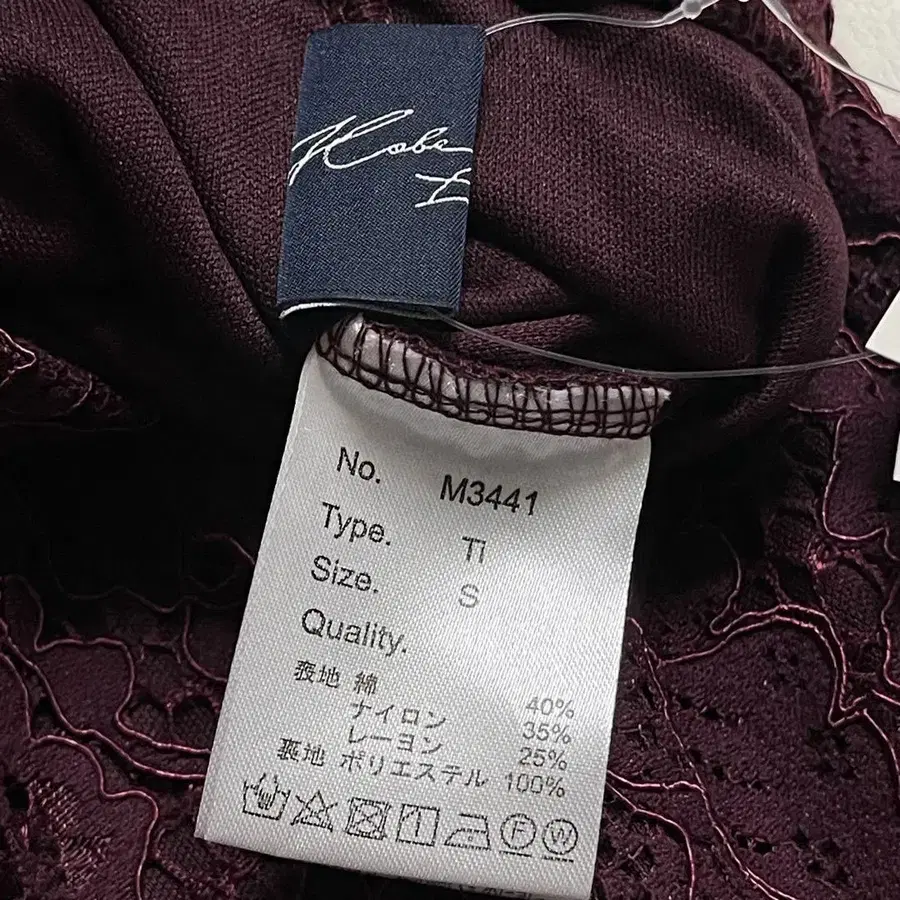 No. M3441
Type. TI
Size. S
Quality.
表地 綿 40%
ナイロン 35%
レーヨン 25%
裏地 ポリエステル 100%
F W